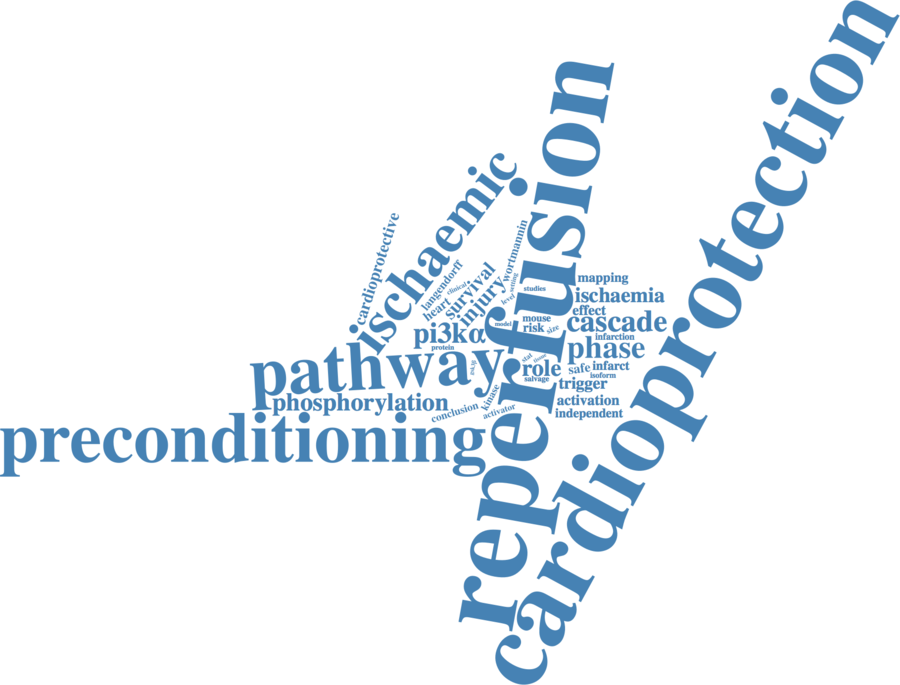 cardioprotection
reperfusion
ischaemic
cardioprotective
wortmannin
langendorff
clinical
heart
survival
injury
setting
level
studies
mapping
ischaemia
effect
cascade
model
mouse
risk
size
infarction
pi3kα
protein
phase
pathway
stat
tissue
role
salvage
safe
infarct
isoform
trigger
phosphorylation
conclusion
kinase
activator
activation
independent
preconditioning